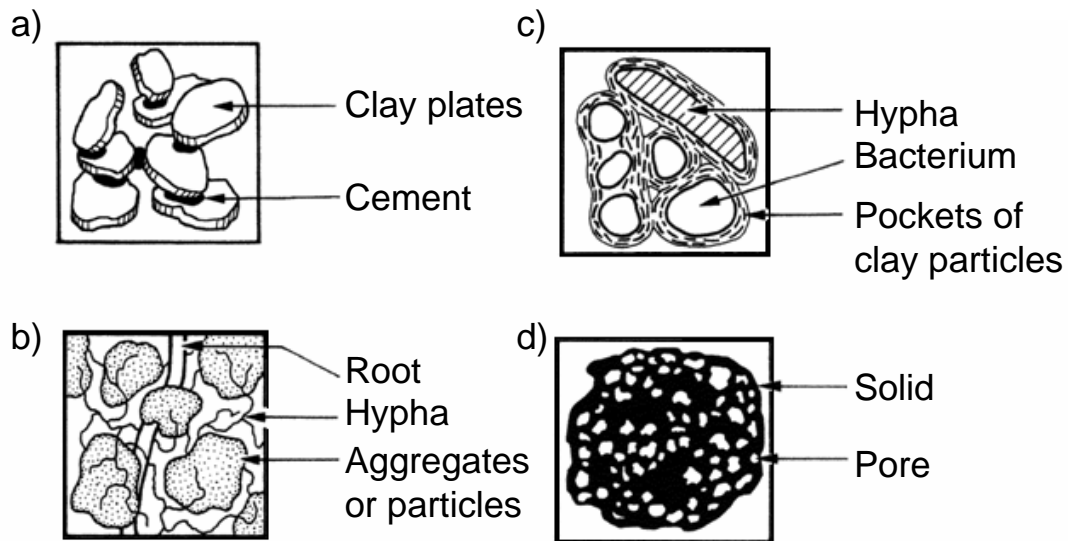 a)
Clay plates
Cement
c)
Hypha
Bacterium
Pockets of
clay particles
b)
Root
Hypha
Aggregates
or particles
d)
Solid
Pore